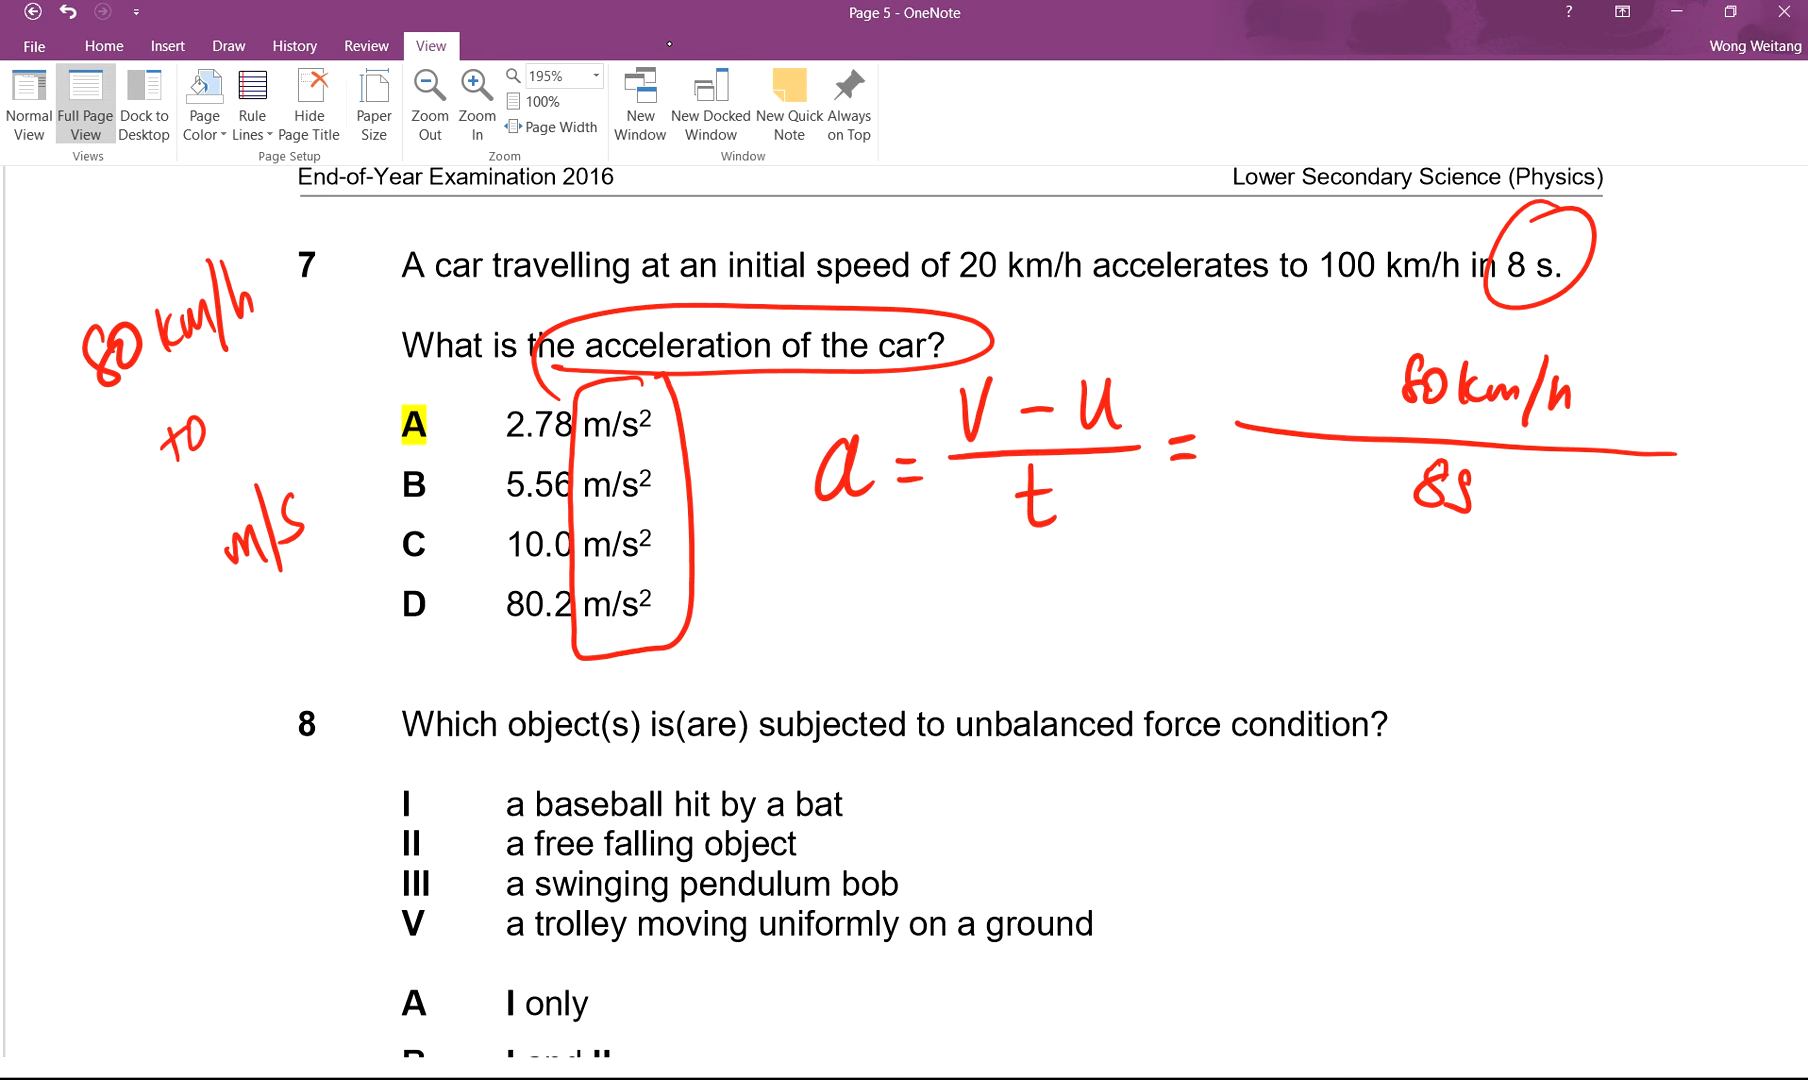 Page 5 - OneNote
?
File Home Insert Draw History Review View
Wong Weitang
Normal View
Full Page View
Dock to Desktop
Page Color
Rule Lines
Hide Page Title
Paper Size
Zoom Out
Zoom In
195%
100%
Page Width
New Window
New Docked Window
New Quick Note
Always on Top
Views
Page Setup
Zoom
Window
End-of-Year Examination 2016 Lower Secondary Science (Physics)
7 A car travelling at an initial speed of 20 km/h accelerates to 100 km/h in 8 s.
What is the acceleration of the car?
A 2.78 m/s²
B 5.56 m/s²
C 10.0 m/s²
D 80.2 m/s²
80 km/h
to
m/s
a = v - u / t = 80 km/h / 8s
8 Which object(s) is(are) subjected to unbalanced force condition?
I a baseball hit by a bat
II a free falling object
III a swinging pendulum bob
V a trolley moving uniformly on a ground
A I only